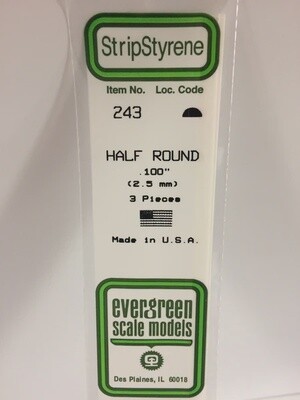 StripStyrene
Item No. Loc. Code
243
HALF ROUND
.100"
(2.5 mm)
3 Pieces
Made in U.S.A.
evergreen
scale models
Des Plaines, IL 60018